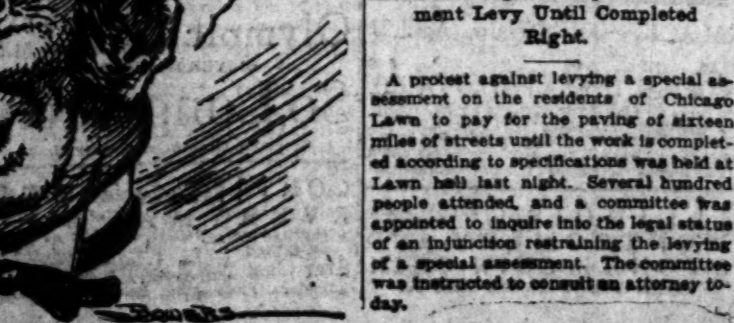 BOWERS
ment Levy Until Completed
Right.
A protest against levying a special as-
sessment on the residents of Chicago
Lawn to pay for the paving of sixteen
miles of streets until the work is complet-
ed according to specifications was held at
Lawn hall last night. Several hundred
people attended, and a committee was
appointed to inquire into the legal status
of an injunction restraining the levying
of a special assessment. The committee
was instructed to consult an attorney to-
day.